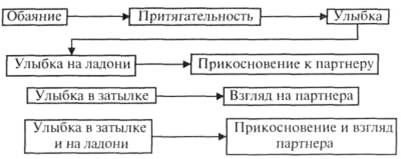 Обаяние Притягательность Улыбка
Улыбка на ладони Прикосновение к партнеру
Улыбка в затылке Взгляд на партнера
Улыбка в затылке
и на ладони
Прикосновение и взгляд
партнера